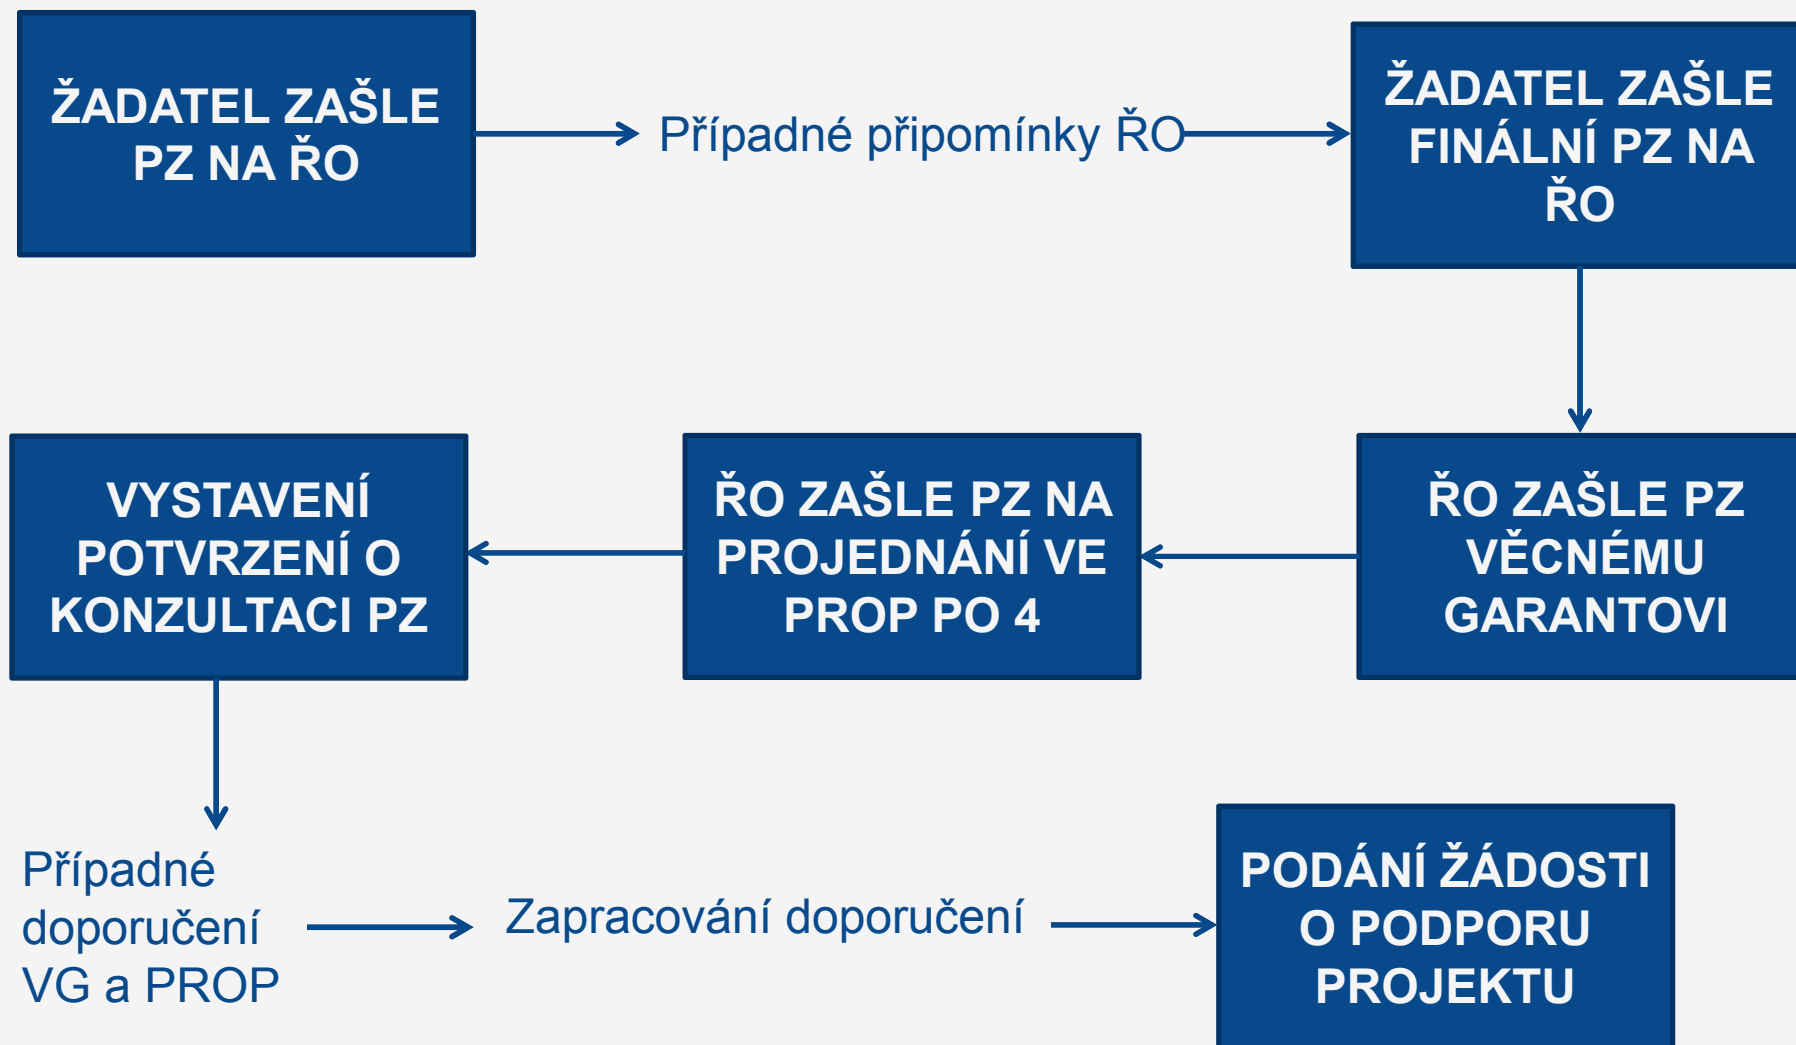 ŽADATEL ZAŠLE
PZ NA ŘO
Případné připomínky ŘO
ŽADATEL ZAŠLE
FINÁLNÍ PZ NA
ŘO
ŘO ZAŠLE PZ
VĚCNÉMU
GARANTOVI
ŘO ZAŠLE PZ NA
PROJEDNÁNÍ VE
PROP PO 4
VYSTAVENÍ
POTVRZENÍ O
KONZULTACI PZ
Případné
doporučení
VG a PROP
Zapracování doporučení
PODÁNÍ ŽÁDOSTI
O PODPORU
PROJEKTU